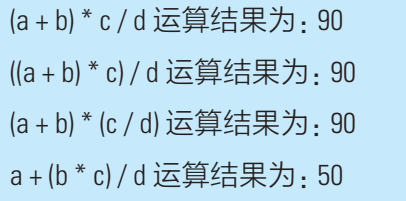 (a + b) * c / d 运算结果为: 90
((a + b) * c) / d 运算结果为: 90
(a + b) * (c / d) 运算结果为: 90
a + (b * c) / d 运算结果为: 50